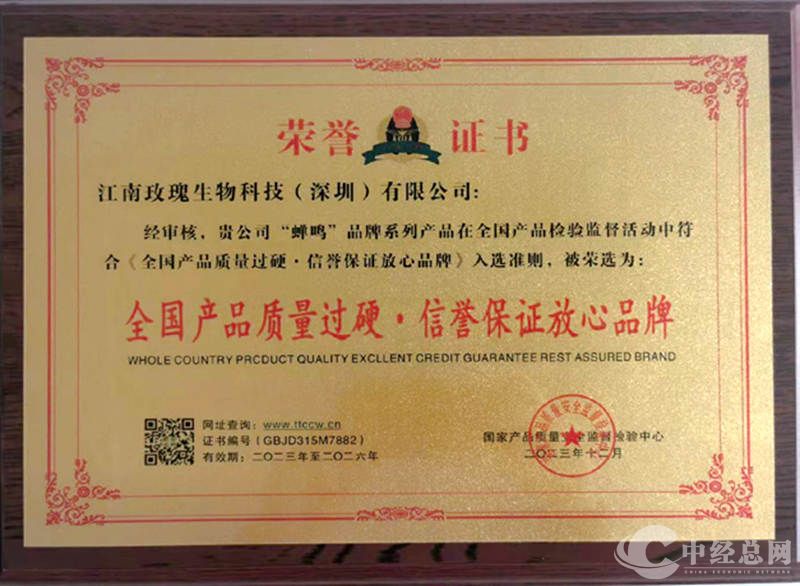 荣誉 证书
江南玫瑰生物科技（深圳）有限公司:
经审核, 贵公司“蝉鸣”品牌系列产品在全国产品检验监督活动中符
合《全国产品质量过硬·信誉保证放心品牌》入选准则, 被荣选为:
全国产品质量过硬·信誉保证放心品牌
WHOLE COUNTRY PRCDUCT QUALITY EXCLLENT CREDIT GUARANTEE REST ASSURED BRAND
网址查询: www.ttccw.cn
证书编号 (GBJD315M7882)
有效期: 二〇二三年至二〇二六年
国家产品质量安全监督检验中心
二〇二三年十二月
中经总网
CHINA ECONOMIC NETWORK